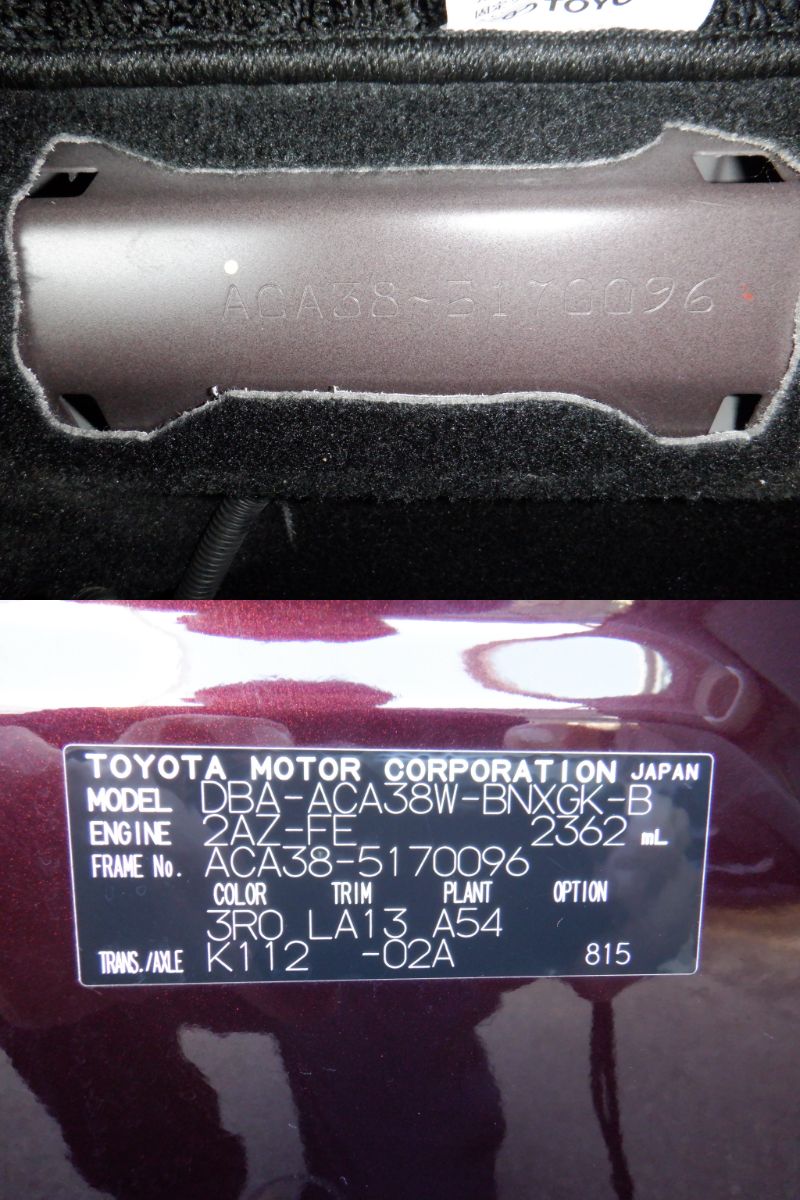 TOYO
ACA38-5170096
TOYOTA MOTOR CORPORATION JAPAN
MODEL DBA-ACA38W-BNXGK-B
ENGINE 2AZ-FE 2362 mL
FRAME No. ACA38-5170096
COLOR TRIM PLANT OPTION
3R0 LA13 A54
TRANS./AXLE K112 -02A 815